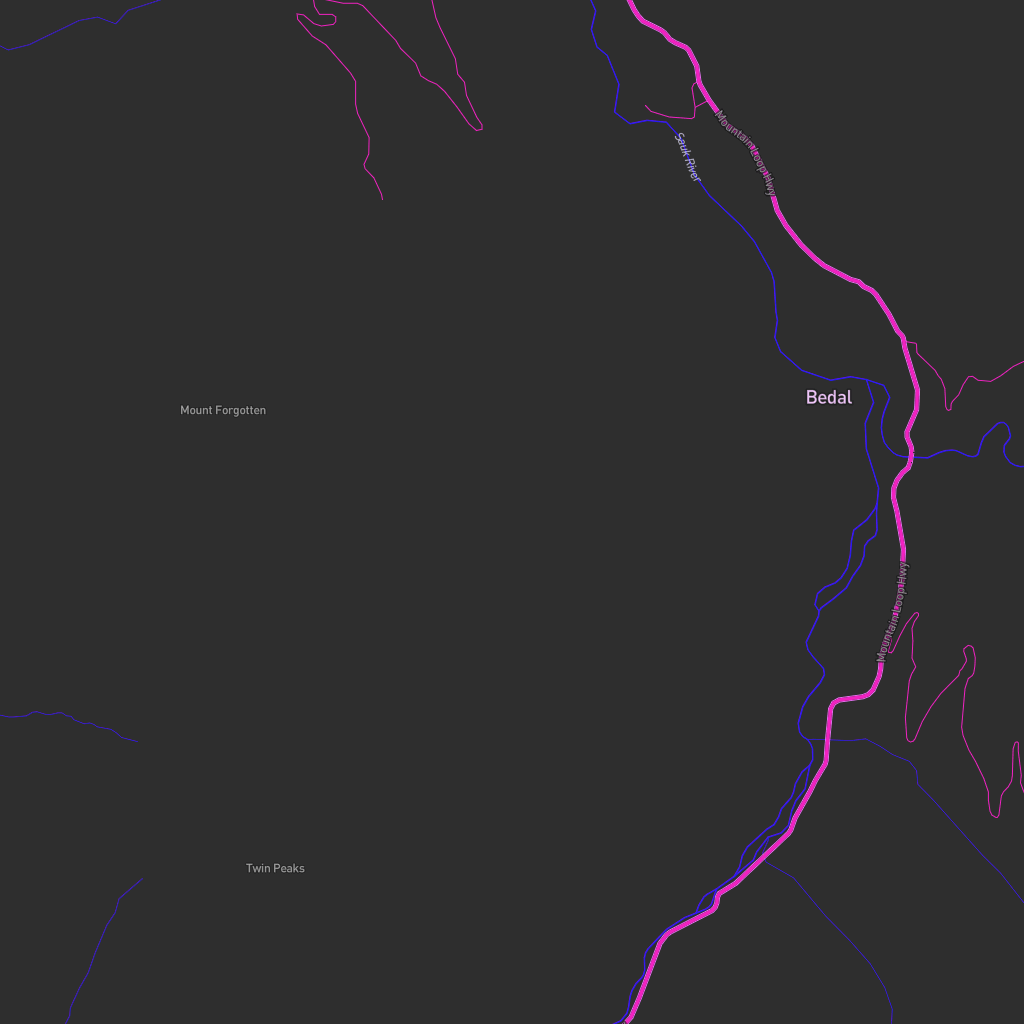 Mountain Loop Hwy
Sauk River
Bedal
Mount Forgotten
Mountain Loop Hwy
Twin Peaks